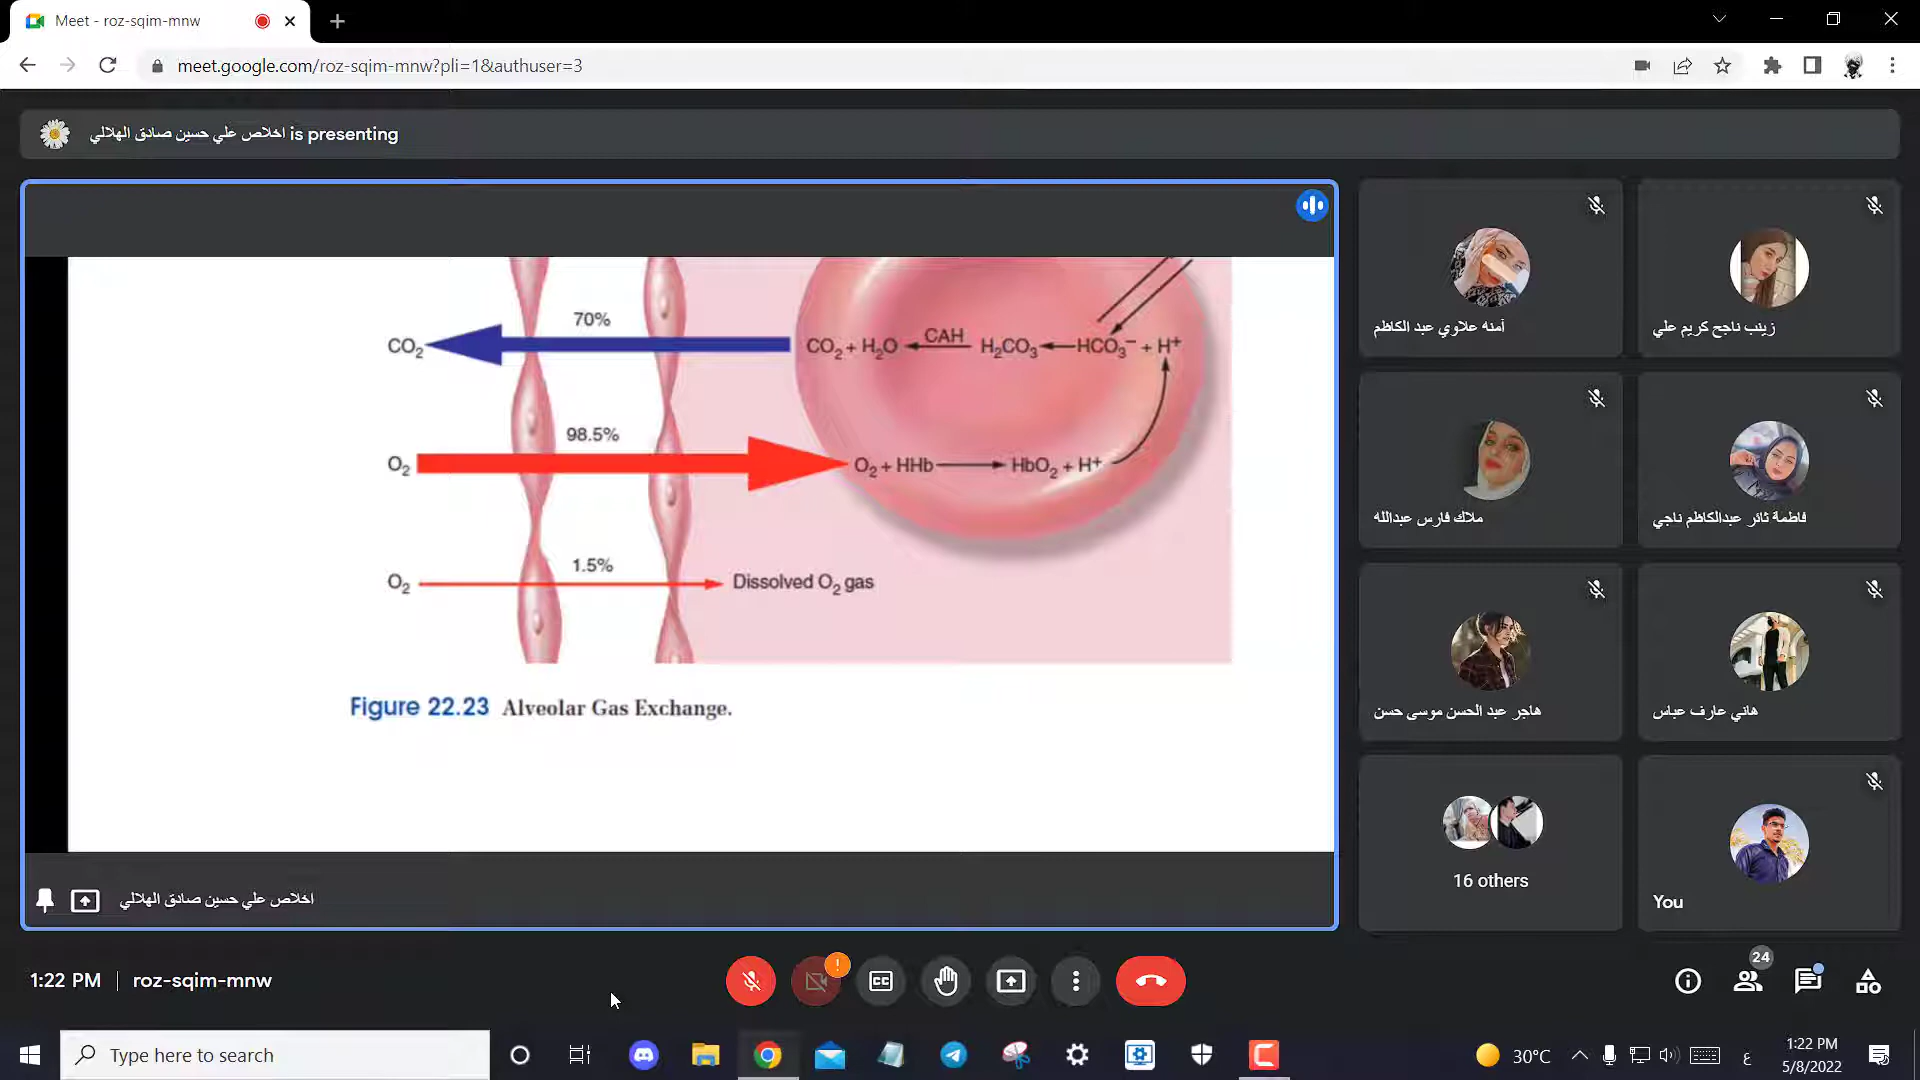 Meet - roz-sqim-mnw
meet.google.com/roz-sqim-mnw?pli=1&authuser=3
اخلاص علي حسين صادق الهلالي is presenting
70%
CO2
CO2 + H2O CAH H2CO3 HCO3− + H+
98.5%
O2
O2 + HHb HbO2 + H+
1.5%
O2
Dissolved O2 gas
Figure 22.23 Alveolar Gas Exchange.
اخلاص علي حسين صادق الهلالي
آمنه علاوي عبد الكاظم
زينب ناجح كريم علي
ملاك فارس عبدالله
فاطمة ثائر عبدالكاظم ناجي
هاجر عبد الحسن موسى حسن
هاني عارف عباس
16 others
You
1:22 PM | roz-sqim-mnw
CC
24
Type here to search
30°C
ع
1:22 PM
5/8/2022